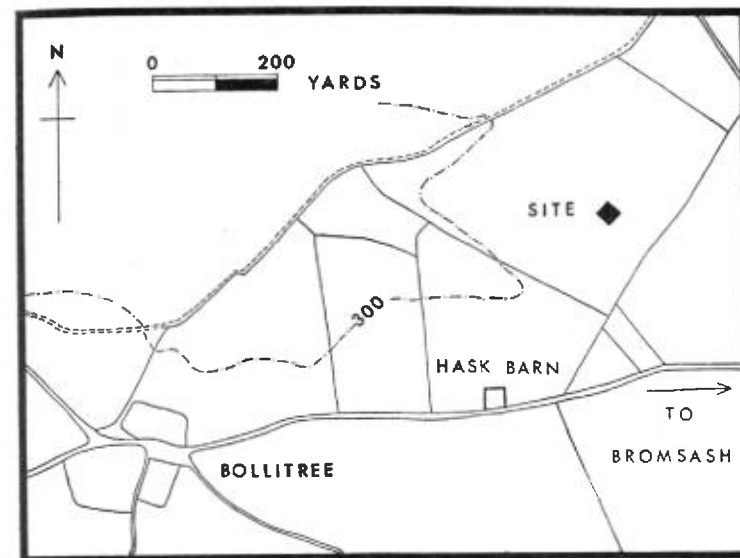 N
0 200
YARDS
SITE
300
HASK BARN
TO
BROMSASH
BOLLITREE